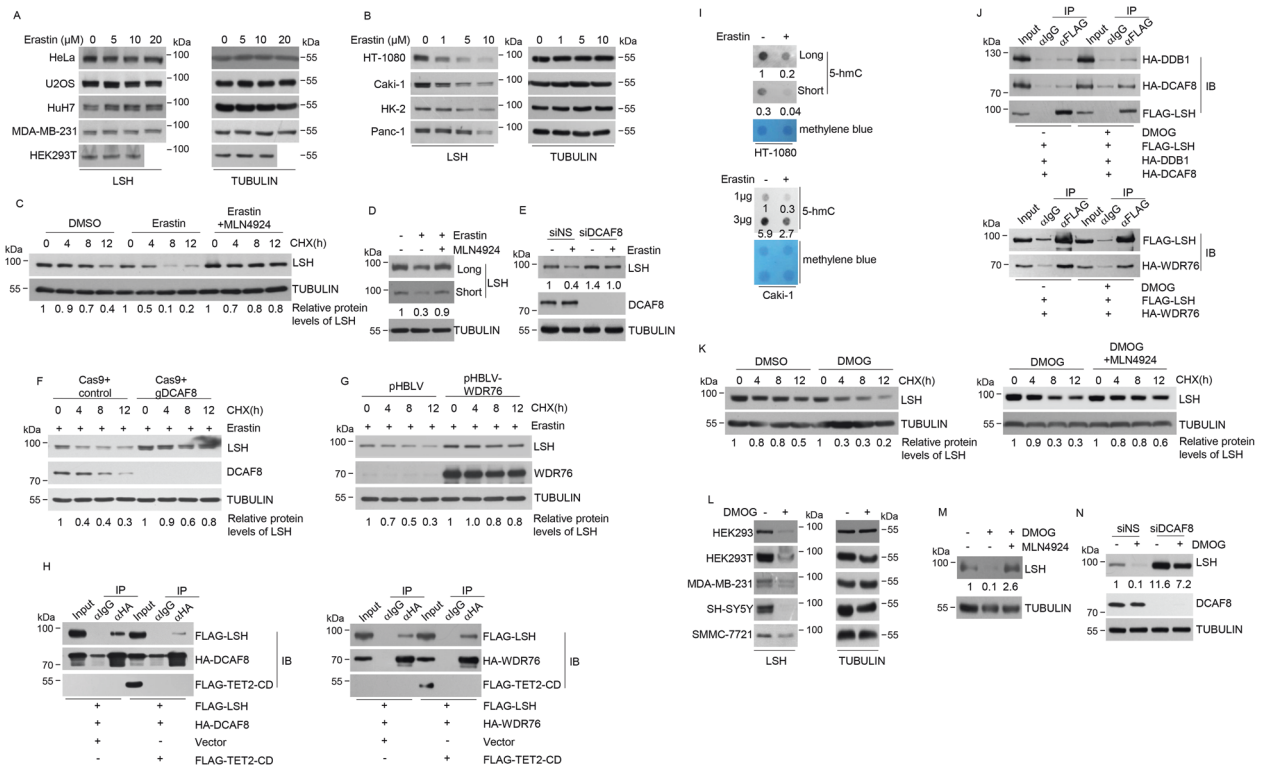 A
Erastin (μM) 0 5 10 20 kDa 0 5 10 20 kDa
HeLa 100 55
U2OS 100 55
HuH7 100 55
MDA-MB-231 100 55
HEK293T 100 55
LSH TUBULIN
B
Erastin (μM) 0 1 5 10 kDa 0 1 5 10 kDa
HT-1080 100 55
Caki-1 100 55
HK-2 100 55
Panc-1 100 55
LSH TUBULIN
C
DMSO Erastin Erastin +MLN4924
kDa 0 4 8 12 0 4 8 12 0 4 8 12 CHX(h)
100 LSH
55 TUBULIN
1 0.9 0.7 0.4 1 0.5 0.1 0.2 1 0.7 0.8 0.8 Relative protein
levels of LSH
D
- + + Erastin
kDa - - + MLN4924
100 Long
LSH
100 Short
1 0.3 0.9
55 TUBULIN
E
siNS siDCAF8
kDa - + - + Erastin
100 LSH
1 0.4 1.4 1.0
70 DCAF8
55 TUBULIN
F
Cas9+ control Cas9+ gDCAF8
0 4 8 12 0 4 8 12 CHX(h)
kDa + + + + + + + + Erastin
100 LSH
70 DCAF8
55 TUBULIN
1 0.4 0.4 0.3 1 0.9 0.6 0.8 Relative protein
levels of LSH
G
pHBLV pHBLV-WDR76
0 4 8 12 0 4 8 12 CHX(h)
kDa + + + + + + + + Erastin
100 LSH
70 WDR76
55 TUBULIN
1 0.7 0.5 0.3 1 1.0 0.8 0.8 Relative protein
levels of LSH
H
IP IP
kDa Input αIgG αHA Input αIgG αHA
100 FLAG-LSH
70 HA-DCAF8 IB
55 FLAG-TET2-CD
+ + FLAG-LSH
+ + HA-DCAF8
+ - Vector
- + FLAG-TET2-CD
IP IP
kDa Input αIgG αHA Input αIgG αHA
100 FLAG-LSH
70 HA-WDR76 IB
55 FLAG-TET2-CD
+ + FLAG-LSH
+ + HA-WDR76
+ - Vector
- + FLAG-TET2-CD
I
Erastin - +
Long
1 0.2 5-hmC
Short
0.3 0.04
methylene blue
HT-1080
Erastin - +
1μg
1 0.3 5-hmC
3μg
5.9 2.7
methylene blue
Caki-1
J
IP IP
kDa Input αIgG αFLAG Input αIgG αFLAG
130 HA-DDB1
70 HA-DCAF8 IB
100 FLAG-LSH
- + DMOG
+ + FLAG-LSH
+ + HA-DDB1
+ + HA-DCAF8
IP IP
kDa Input αIgG αFLAG Input αIgG αFLAG
100 FLAG-LSH
IB
70 HA-WDR76
- + DMOG
+ + FLAG-LSH
+ + HA-WDR76
K
DMSO DMOG
kDa 0 4 8 12 0 4 8 12 CHX(h)
100 LSH
55 TUBULIN
1 0.8 0.8 0.5 1 0.3 0.3 0.2 Relative protein
levels of LSH
DMOG DMOG +MLN4924
kDa 0 4 8 12 0 4 8 12 CHX(h)
100 LSH
55 TUBULIN
1 0.9 0.3 0.3 1 0.8 0.8 0.6 Relative protein
levels of LSH
L
DMOG - + kDa - + kDa
HEK293 100 55
HEK293T 100 55
MDA-MB-231 100 55
SH-SY5Y 100 55
SMMC-7721 100 55
LSH TUBULIN
M
- + + DMOG
kDa - - + MLN4924
100 LSH
1 0.1 2.6
55 TUBULIN
N
siNS siDCAF8
kDa - + - + DMOG
100 LSH
1 0.1 11.6 7.2
70 DCAF8
55 TUBULIN